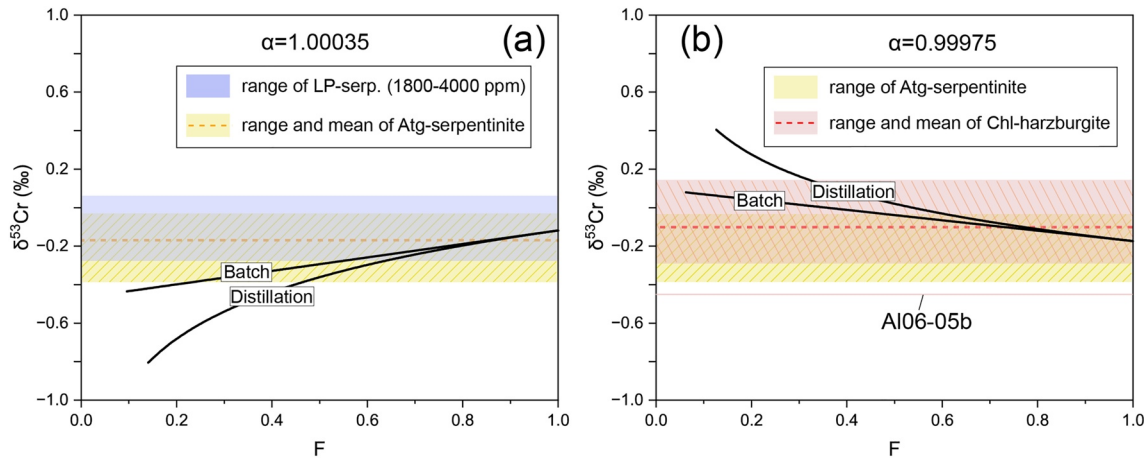 (a)
α=1.00035
range of LP-serp. (1800-4000 ppm)
range and mean of Atg-serpentinite
Batch
Distillation
δ⁵³Cr (‰)
1.0
0.6
0.2
−0.2
−0.6
−1.0
0.0
0.2
0.4
0.6
0.8
1.0
F
(b)
α=0.99975
range of Atg-serpentinite
range and mean of Chl-harzburgite
Distillation
Batch
Al06-05b
δ⁵³Cr (‰)
1.0
0.6
0.2
−0.2
−0.6
−1.0
0.0
0.2
0.4
0.6
0.8
1.0
F